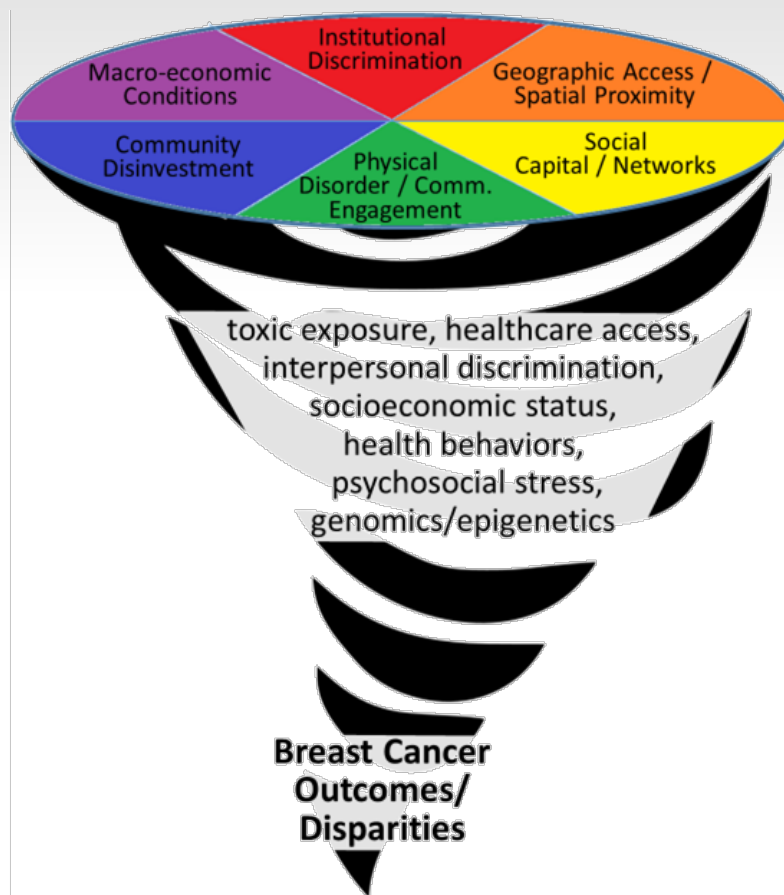 Institutional
Discrimination
Macro-economic
Conditions
Geographic Access /
Spatial Proximity
Community
Disinvestment
Physical
Disorder / Comm.
Engagement
Social
Capital / Networks
toxic exposure, healthcare access,
interpersonal discrimination,
socioeconomic status,
health behaviors,
psychosocial stress,
genomics/epigenetics
Breast Cancer
Outcomes/
Disparities